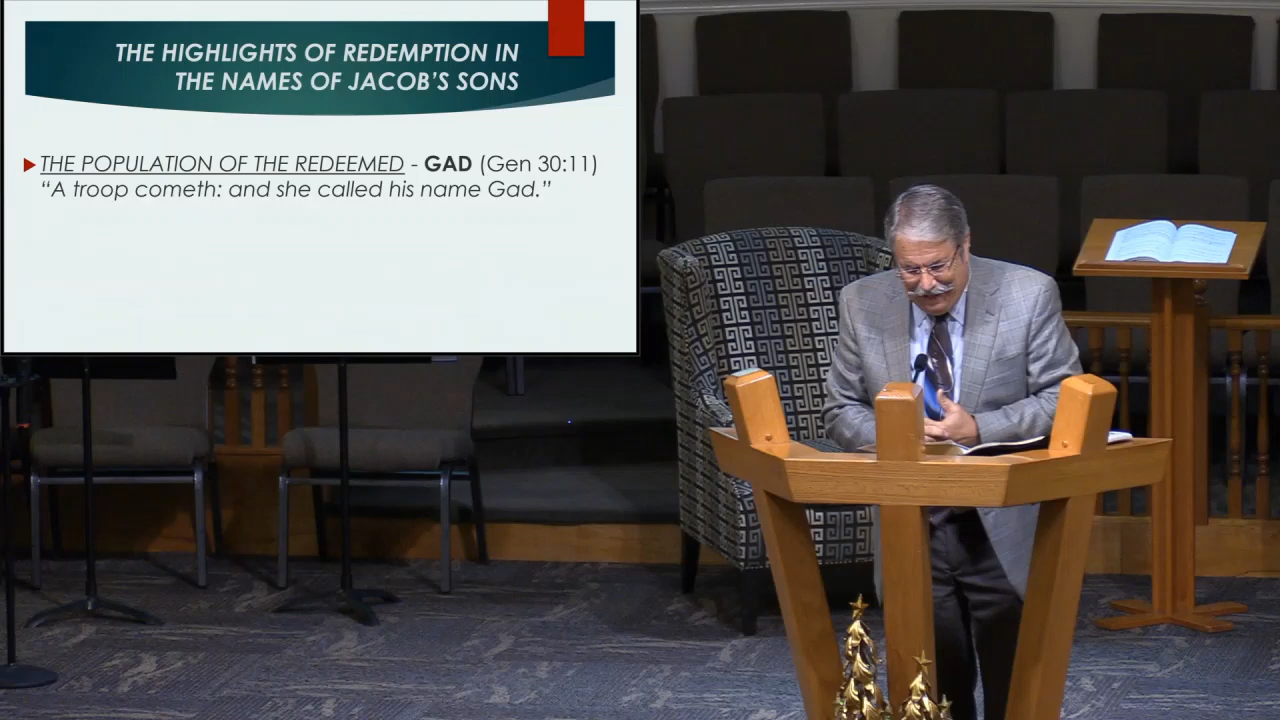 THE HIGHLIGHTS OF REDEMPTION IN
THE NAMES OF JACOB'S SONS
THE POPULATION OF THE REDEEMED - GAD (Gen 30:11)
“A troop cometh: and she called his name Gad.”